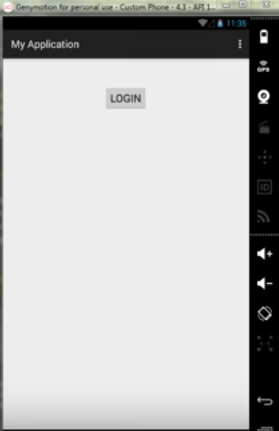 Genymotion for personal use - Custom Phone - 4.3 - API 1...
11:35
My Application
GPS
LOGIN
ID